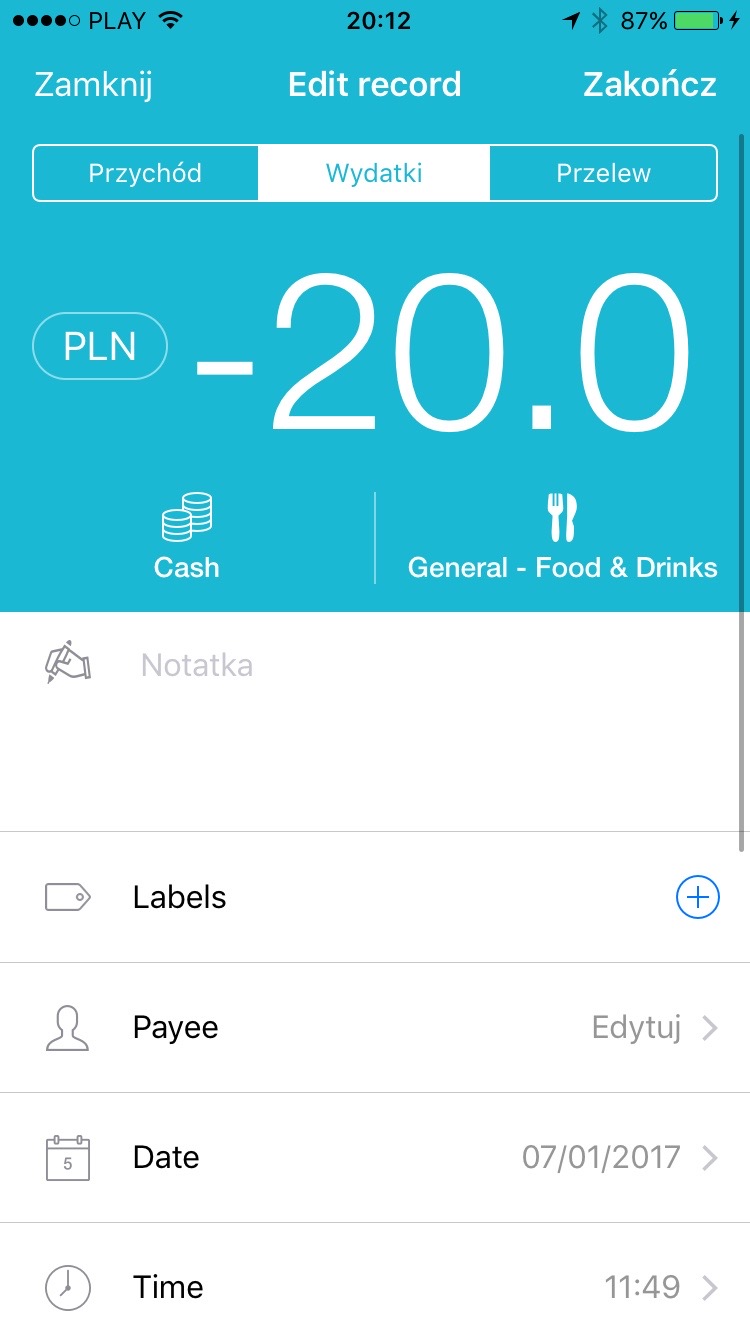 PLAY 20:12 87%
Zamknij Edit record Zakończ
Przychód Wydatki Przelew
PLN -20.0
Cash General - Food & Drinks
Notatka
Labels
Payee Edytuj
5 Date 07/01/2017
Time 11:49